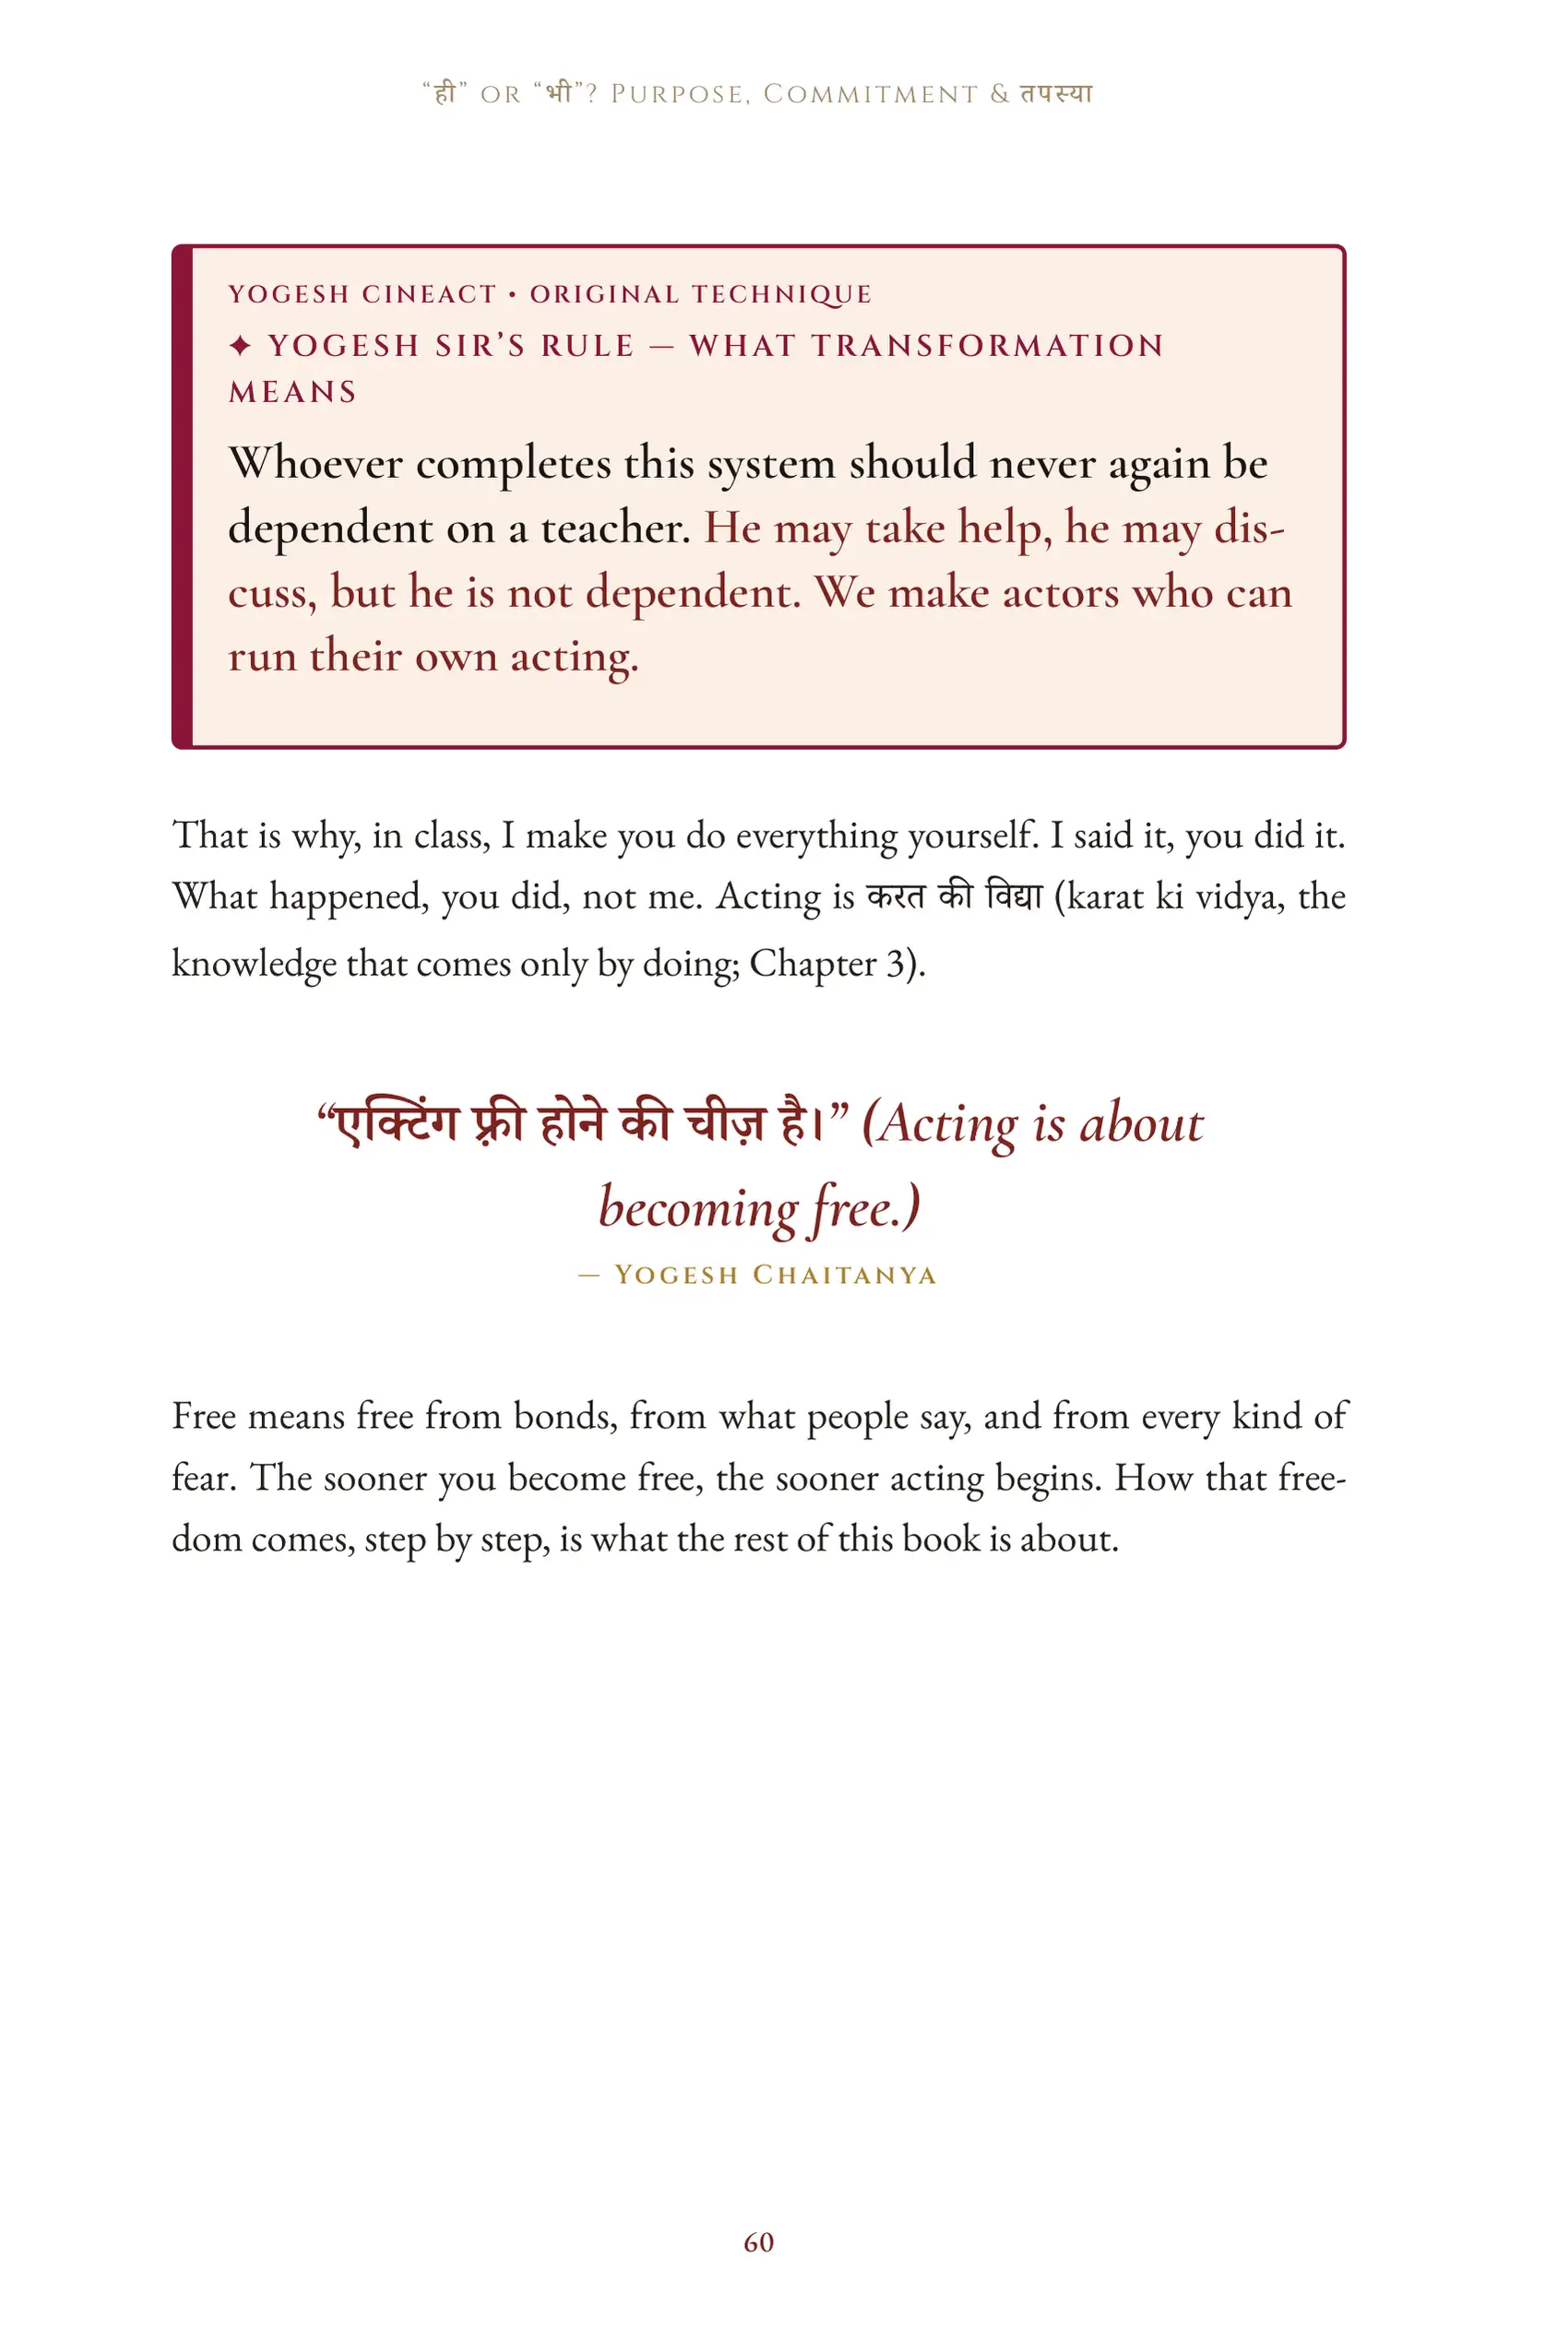 “ही” OR “भी”? PURPOSE, COMMITMENT & तपस्या
YOGESH CINEACT • ORIGINAL TECHNIQUE
✦ YOGESH SIR’S RULE — WHAT TRANSFORMATION
MEANS
Whoever completes this system should never again be
dependent on a teacher. He may take help, he may dis-
cuss, but he is not dependent. We make actors who can
run their own acting.
That is why, in class, I make you do everything yourself. I said it, you did it.
What happened, you did, not me. Acting is करत की विद्या (karat ki vidya, the
knowledge that comes only by doing; Chapter 3).
“एक्टिंग फ़्री होने की चीज़ है।” (Acting is about
becoming free.)
— YOGESH CHAITANYA
Free means free from bonds, from what people say, and from every kind of
fear. The sooner you become free, the sooner acting begins. How that free-
dom comes, step by step, is what the rest of this book is about.
60